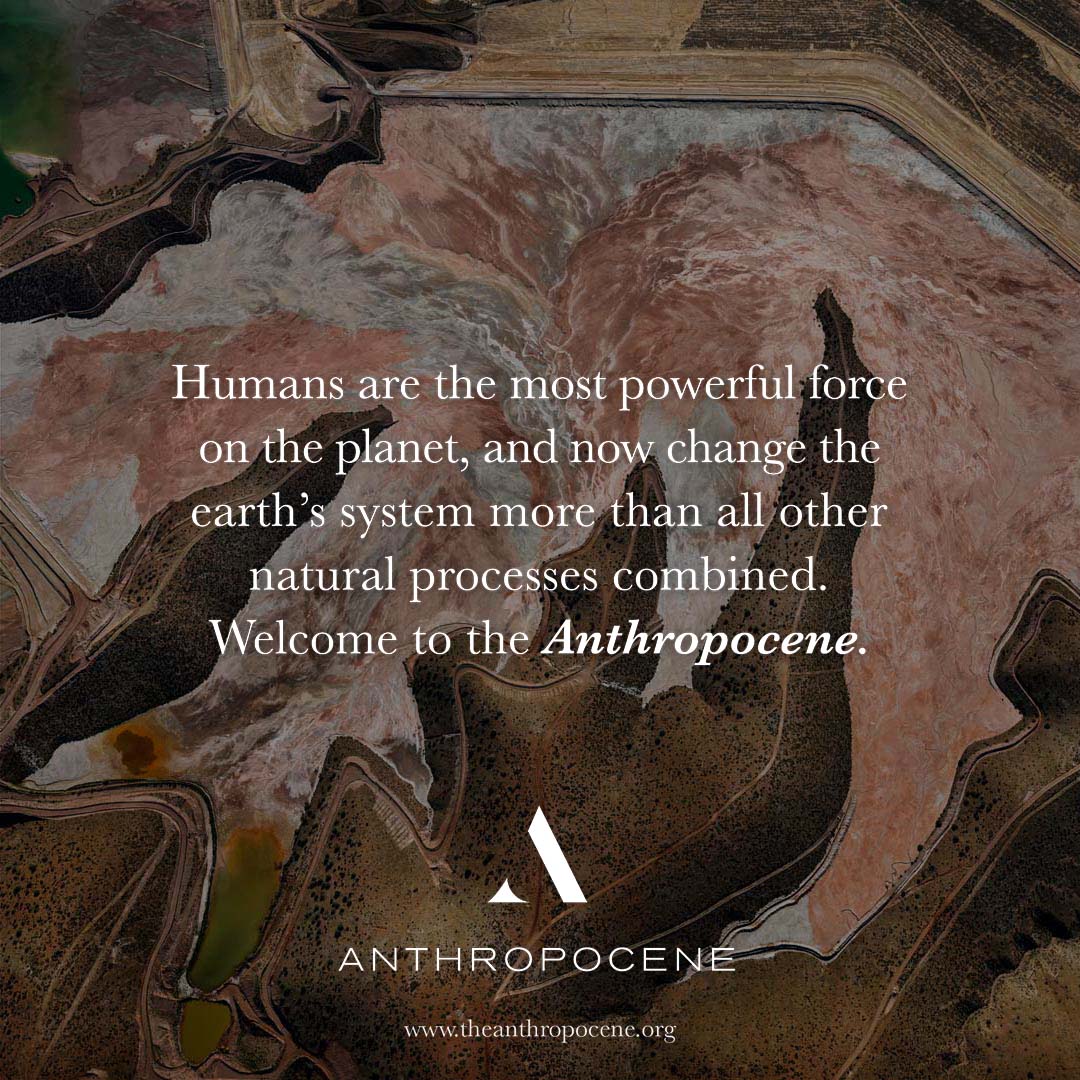 Humans are the most powerful force
on the planet, and now change the
earth’s system more than all other
natural processes combined.
Welcome to the Anthropocene.
ANTHROPOCENE
www.theanthropocene.org